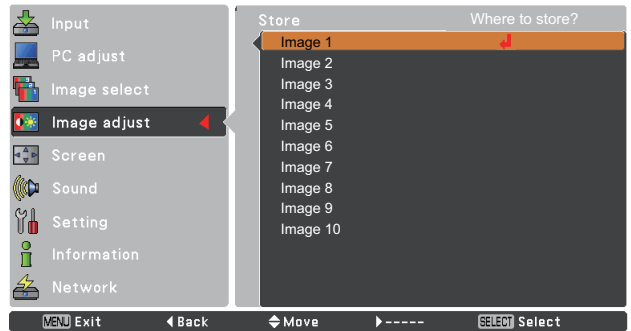 Input
PC adjust
Image select
Image adjust
Screen
Sound
Setting
Information
Network
Store Where to store?
Image 1
Image 2
Image 3
Image 4
Image 5
Image 6
Image 7
Image 8
Image 9
Image 10
MENU Exit Back Move ----- SELECT Select